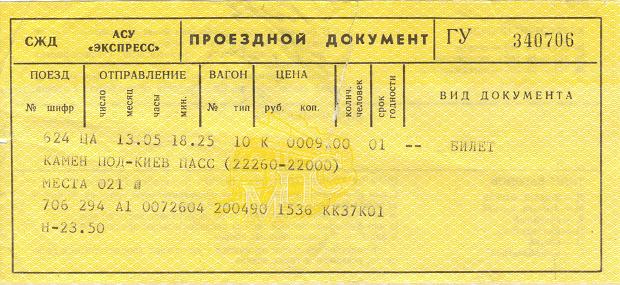 СЖД АСУ «ЭКСПРЕСС» ПРОЕЗДНОЙ ДОКУМЕНТ ГУ 340706
ПОЕЗД ОТПРАВЛЕНИЕ ВАГОН ЦЕНА колич. человек срок годности ВИД ДОКУМЕНТА
№ шифр число месяц часы мин. № тип руб. коп.
624 ЦА 13.05 18.25 10 К 0009.00 01 -- БИЛЕТ
КАМЕН ПОД-КИЕВ ПАСС (22260-22000)
МЕСТА 021
706 294 А1 0072604 200490 1536 КК37К01
Н-23.50
МПС